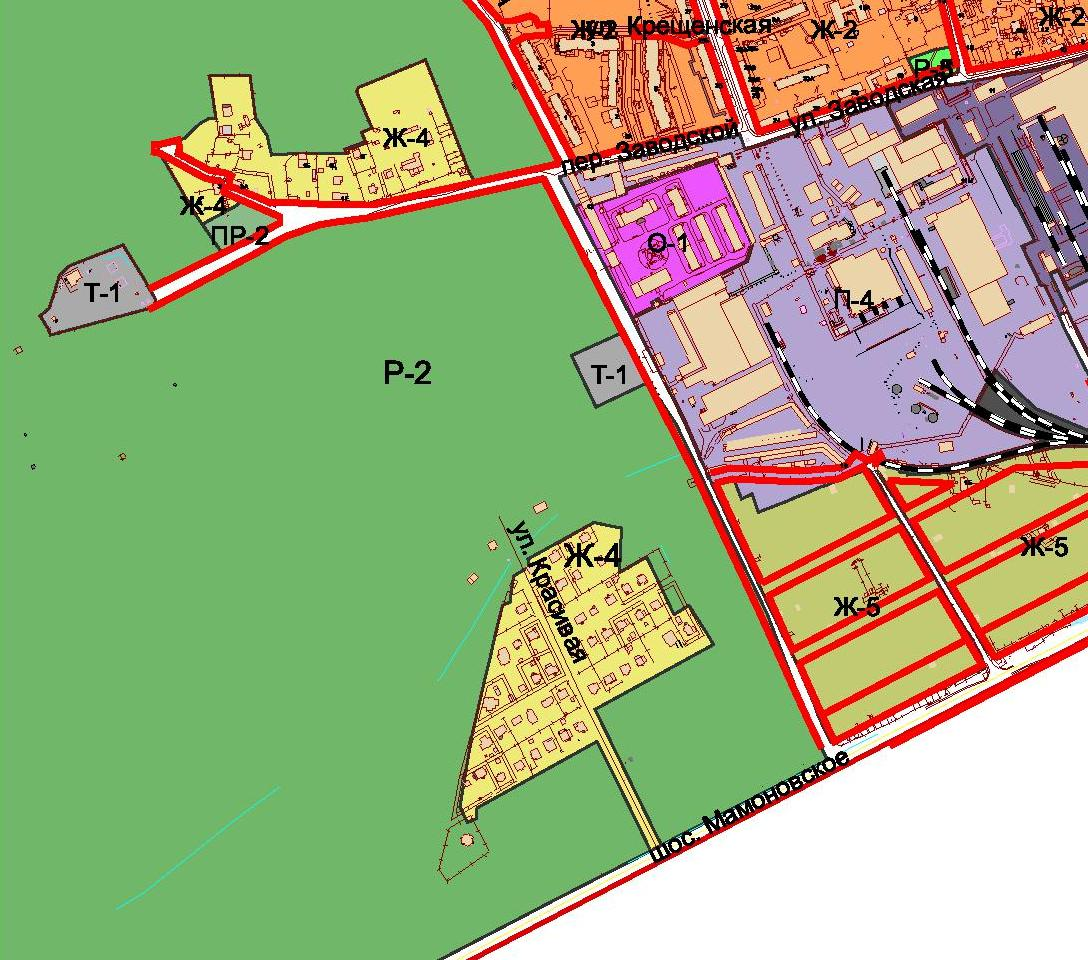 Ж-2
ул. Крещенская
Ж-2
Ж-2
Р-3
ул. Заводская
пер. Заводской
Ж-4
Ж-4
ПР-2
О-1
Т-1
П-4
Р-2
Т-1
ул. Красивая
Ж-4
Ж-5
Ж-5
шос. Мамоновское